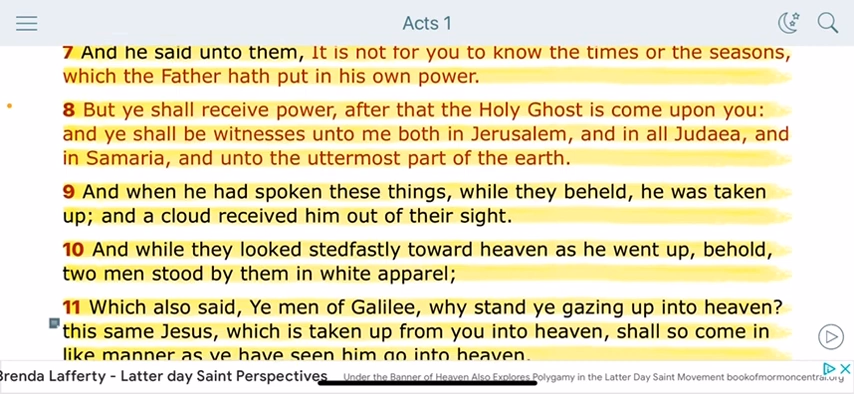 Acts 1
7 And he said unto them, It is not for you to know the times or the seasons,
which the Father hath put in his own power.
8 But ye shall receive power, after that the Holy Ghost is come upon you:
and ye shall be witnesses unto me both in Jerusalem, and in all Judaea, and
in Samaria, and unto the uttermost part of the earth.
9 And when he had spoken these things, while they beheld, he was taken
up; and a cloud received him out of their sight.
10 And while they looked stedfastly toward heaven as he went up, behold,
two men stood by them in white apparel;
11 Which also said, Ye men of Galilee, why stand ye gazing up into heaven?
this same Jesus, which is taken up from you into heaven, shall so come in
like manner as ye have seen him go into heaven.
Brenda Lafferty - Latter day Saint Perspectives
Under the Banner of Heaven Also Explores Polygamy in the Latter Day Saint Movement bookofmormoncentral.org